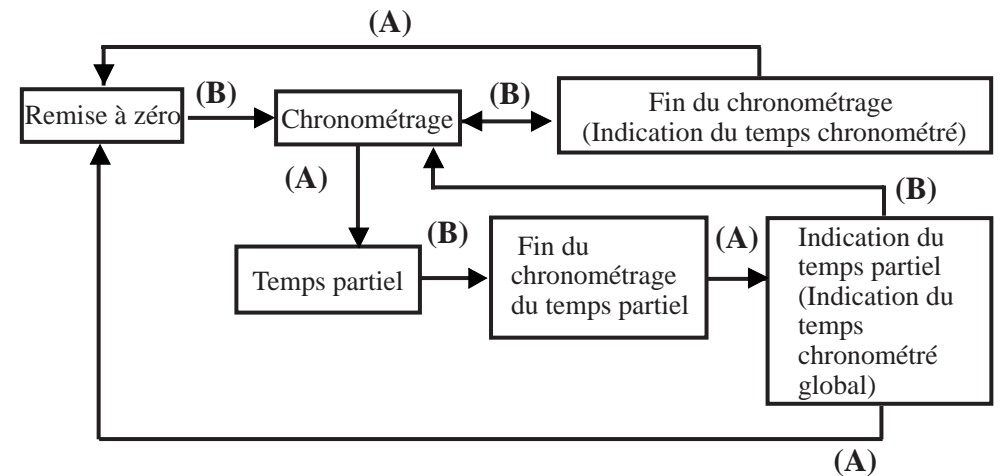 (A)
Remise à zéro
(B)
Chronométrage
(B)
Fin du chronométrage
(Indication du temps chronométré)
(A)
(B)
Temps partiel
(B)
Fin du
chronométrage
du temps partiel
(A)
Indication du
temps partiel
(Indication du
temps
chronométré
global)
(A)